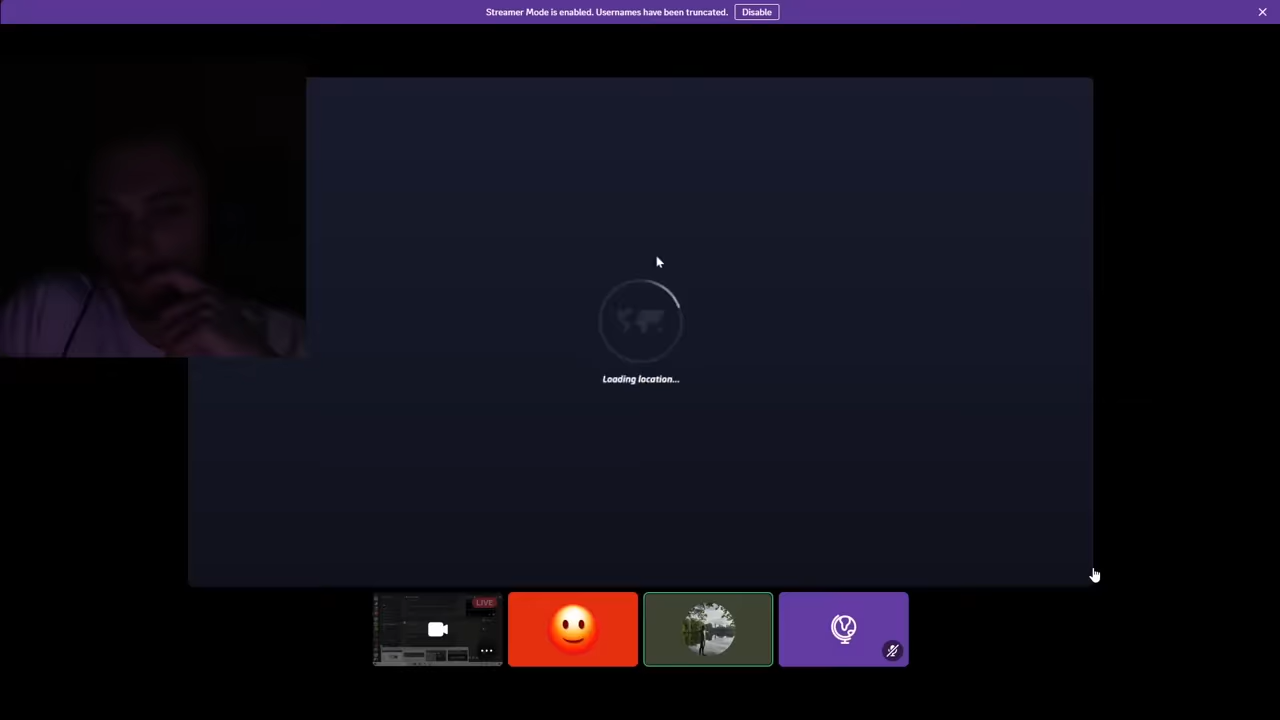 Streamer Mode is enabled. Usernames have been truncated. Disable
Loading location...
LIVE